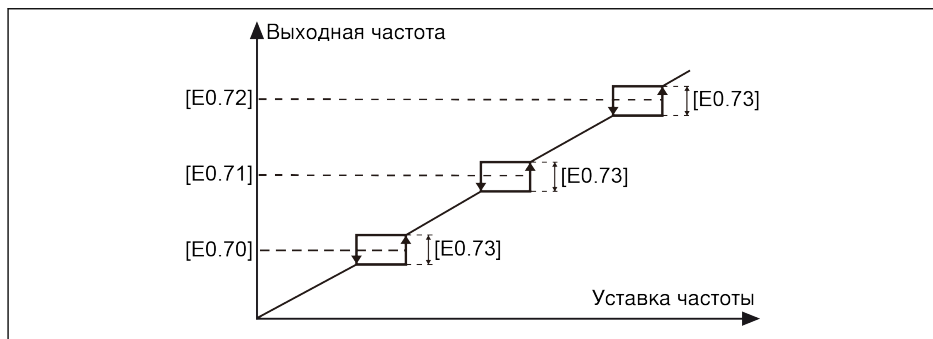 Выходная частота
[E0.72]
[E0.73]
[E0.71]
[E0.73]
[E0.70]
[E0.73]
Уставка частоты